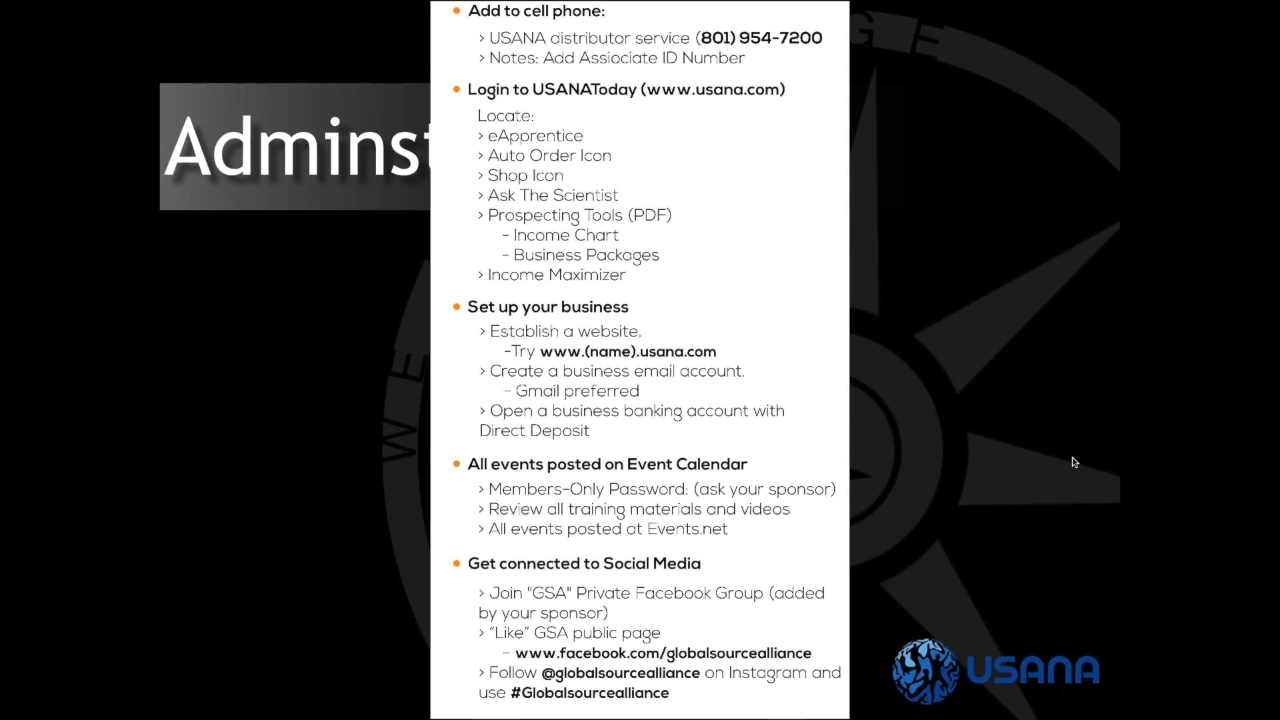 Add to cell phone:
> USANA distributor service (801) 954-7200
> Notes: Add Assiociate ID Number
Login to USANAToday (www.usana.com)
Locate:
> eApprentice
> Auto Order Icon
> Shop Icon
> Ask The Scientist
> Prospecting Tools (PDF)
- Income Chart
- Business Packages
> Income Maximizer
Set up your business
> Establish a website.
-Try www.(name).usana.com
> Create a business email account.
- Gmail preferred
> Open a business banking account with
Direct Deposit
All events posted on Event Calendar
> Members-Only Password: (ask your sponsor)
> Review all training materials and videos
> All events posted at Events.net
Get connected to Social Media
> Join "GSA" Private Facebook Group (added
by your sponsor)
> “Like” GSA public page
- www.facebook.com/globalsourcealliance
> Follow @globalsourcealliance on Instagram and
use #Globalsourcealliance
USANA